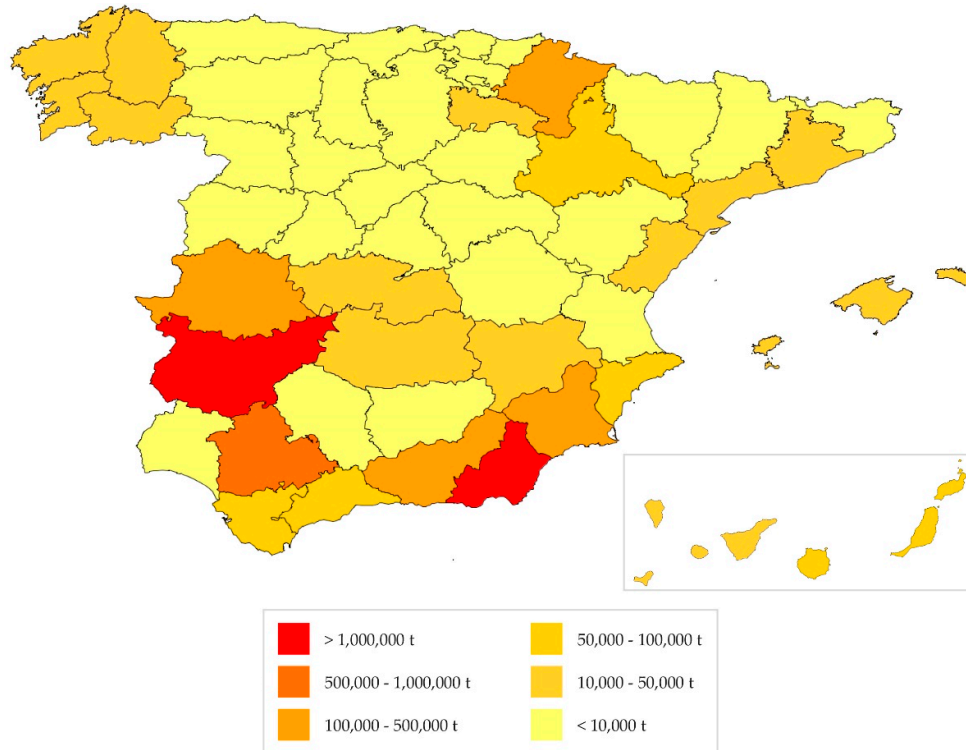 > 1,000,000 t
500,000 - 1,000,000 t
100,000 - 500,000 t
50,000 - 100,000 t
10,000 - 50,000 t
< 10,000 t